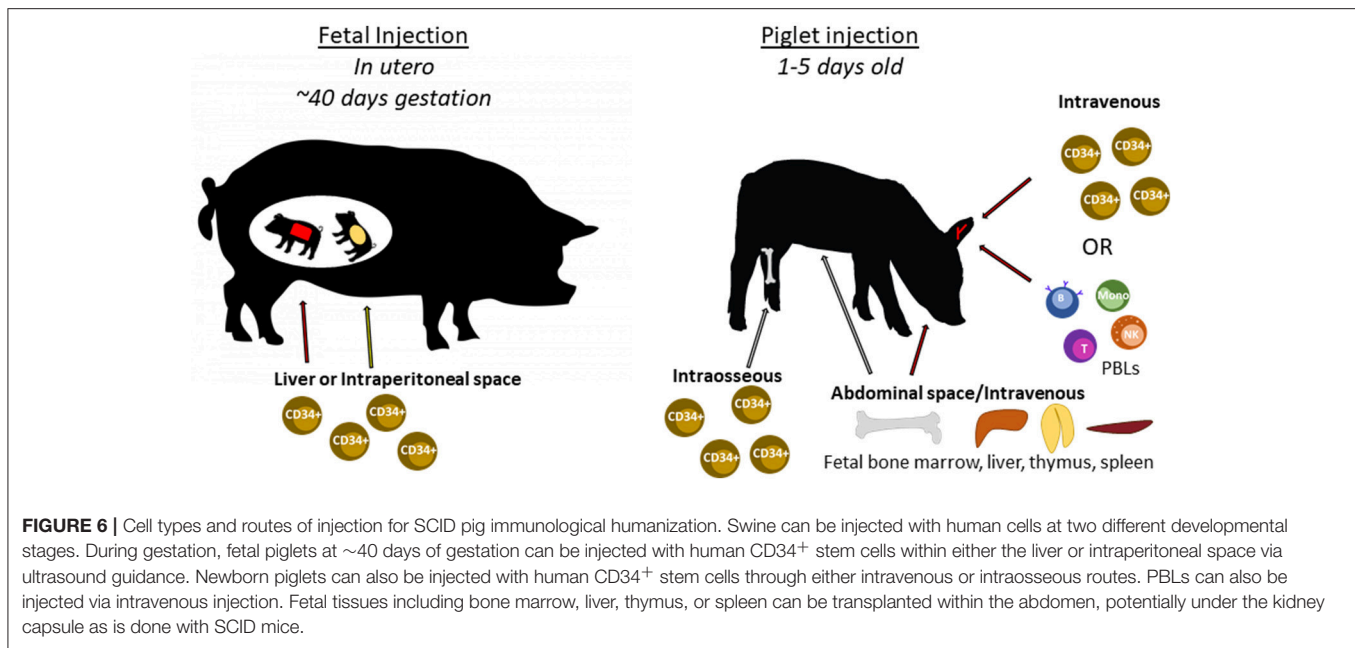 Fetal Injection
In utero
~40 days gestation
Liver or Intraperitoneal space
CD34+
CD34+
CD34+
CD34+
Piglet injection
1-5 days old
Intravenous
CD34+
CD34+
CD34+
CD34+
OR
B
Mono
T
NK
PBLs
Intraosseous
CD34+
CD34+
CD34+
CD34+
Abdominal space/Intravenous
Fetal bone marrow, liver, thymus, spleen
FIGURE 6 | Cell types and routes of injection for SCID pig immunological humanization. Swine can be injected with human cells at two different developmental
stages. During gestation, fetal piglets at ∼40 days of gestation can be injected with human CD34⁺ stem cells within either the liver or intraperitoneal space via
ultrasound guidance. Newborn piglets can also be injected with human CD34⁺ stem cells through either intravenous or intraosseous routes. PBLs can also be
injected via intravenous injection. Fetal tissues including bone marrow, liver, thymus, or spleen can be transplanted within the abdomen, potentially under the kidney
capsule as is done with SCID mice.